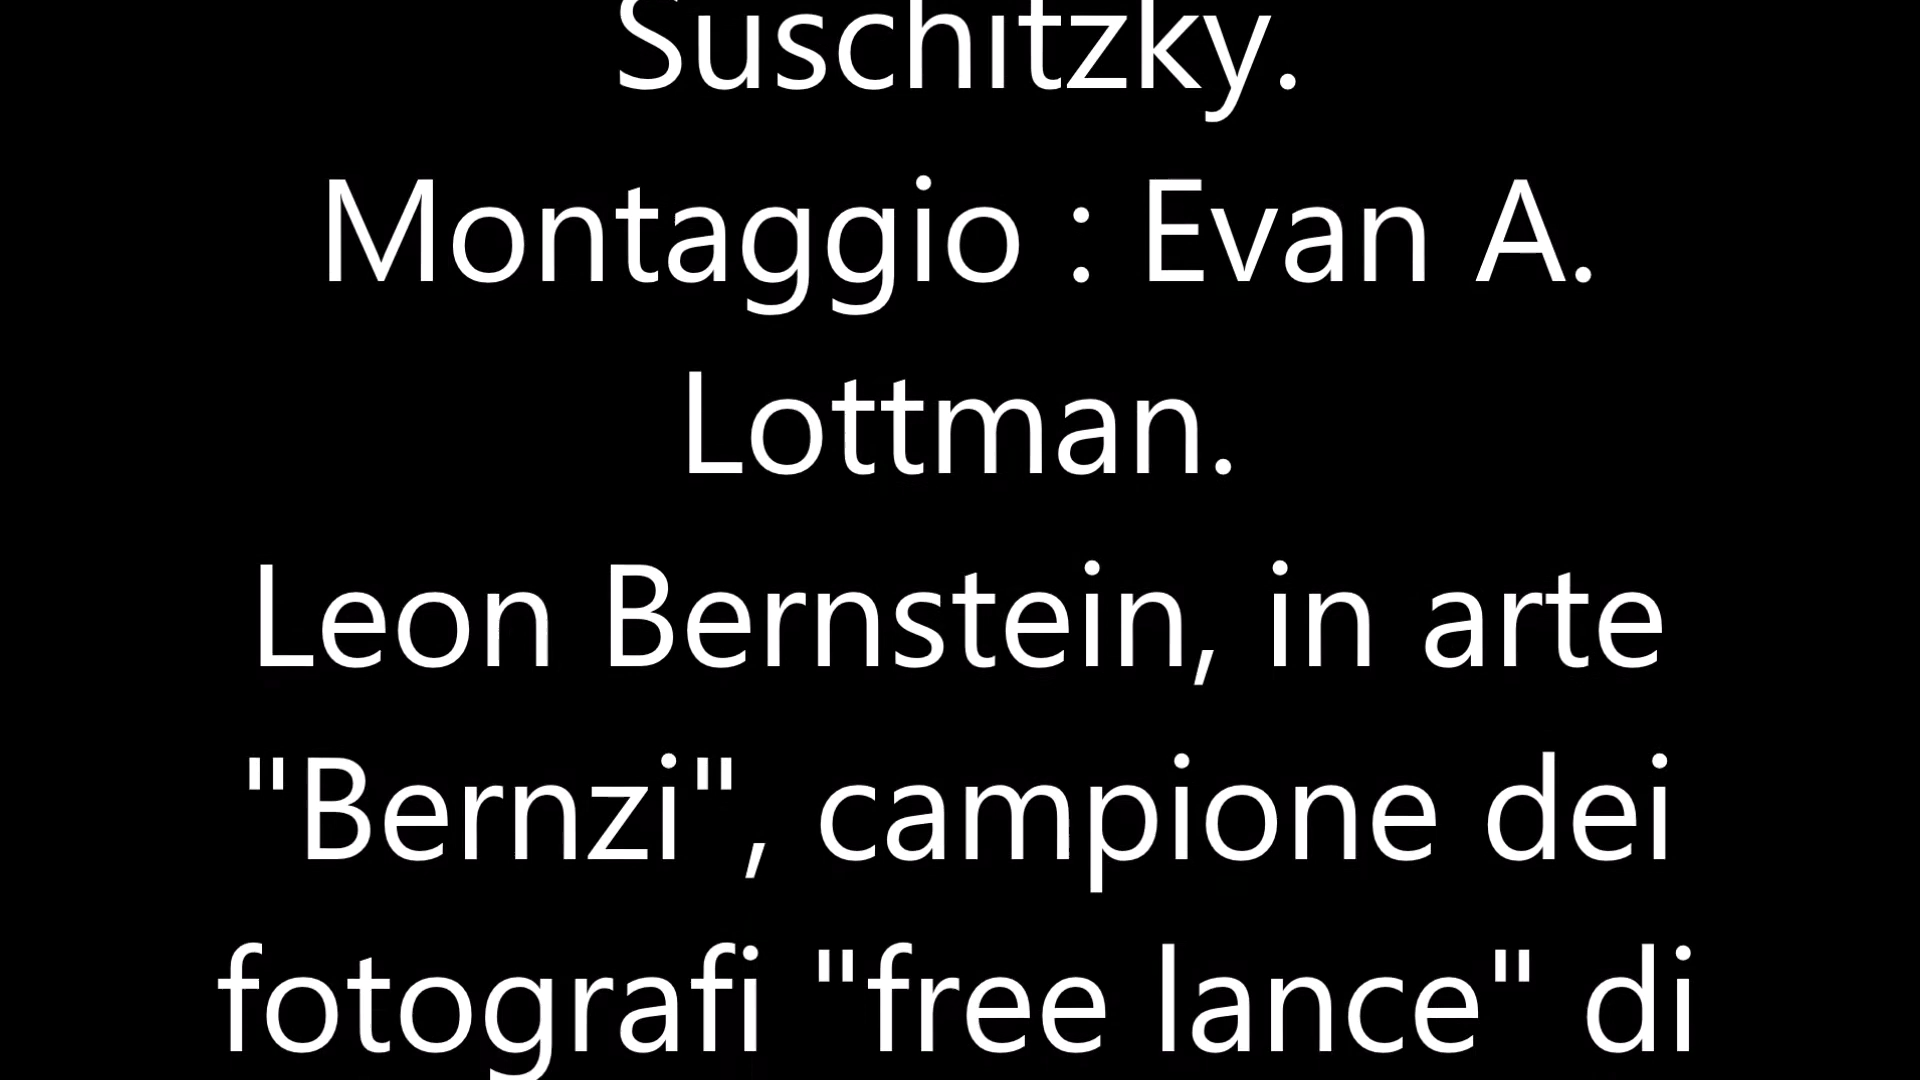 Suschitzky.
Montaggio : Evan A.
Lottman.
Leon Bernstein, in arte
"Bernzi", campione dei
fotografi "free lance" di